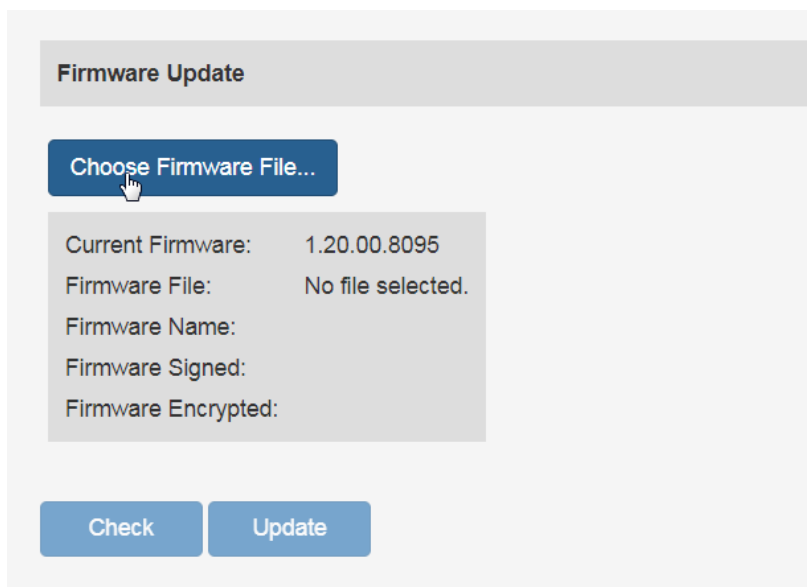 Firmware Update
Choose Firmware File...
Current Firmware: 1.20.00.8095
Firmware File: No file selected.
Firmware Name:
Firmware Signed:
Firmware Encrypted:
Check Update